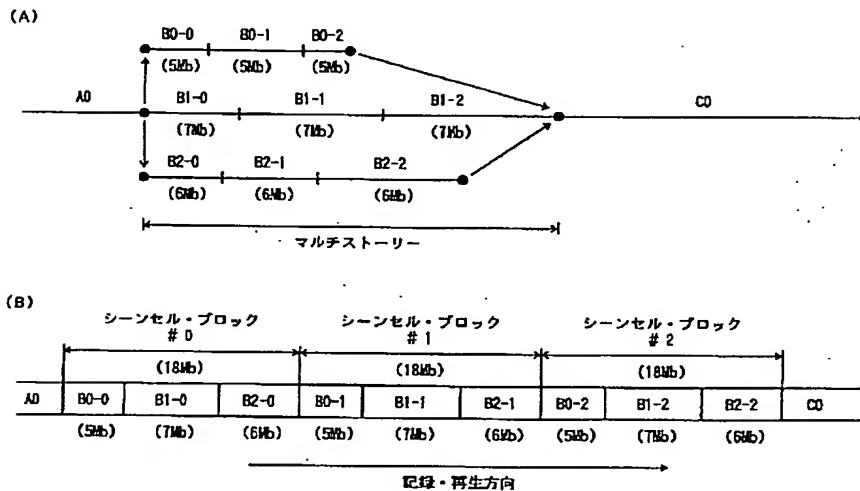 (A)
B0-0 B0-1 B0-2
(5Mb) (5Mb) (5Mb)
A0 B1-0 B1-1 B1-2 C0
(7Mb) (7Mb) (7Mb)
B2-0 B2-1 B2-2
(6Mb) (6Mb) (6Mb)
マルチストーリー
(B)
シーンセル・ブロック シーンセル・ブロック シーンセル・ブロック
#0 #1 #2
(18Mb) (18Mb) (18Mb)
A0 B0-0 B1-0 B2-0 B0-1 B1-1 B2-1 B0-2 B1-2 B2-2 C0
(5Mb) (7Mb) (6Mb) (5Mb) (7Mb) (6Mb) (5Mb) (7Mb) (6Mb)
記録・再生方向